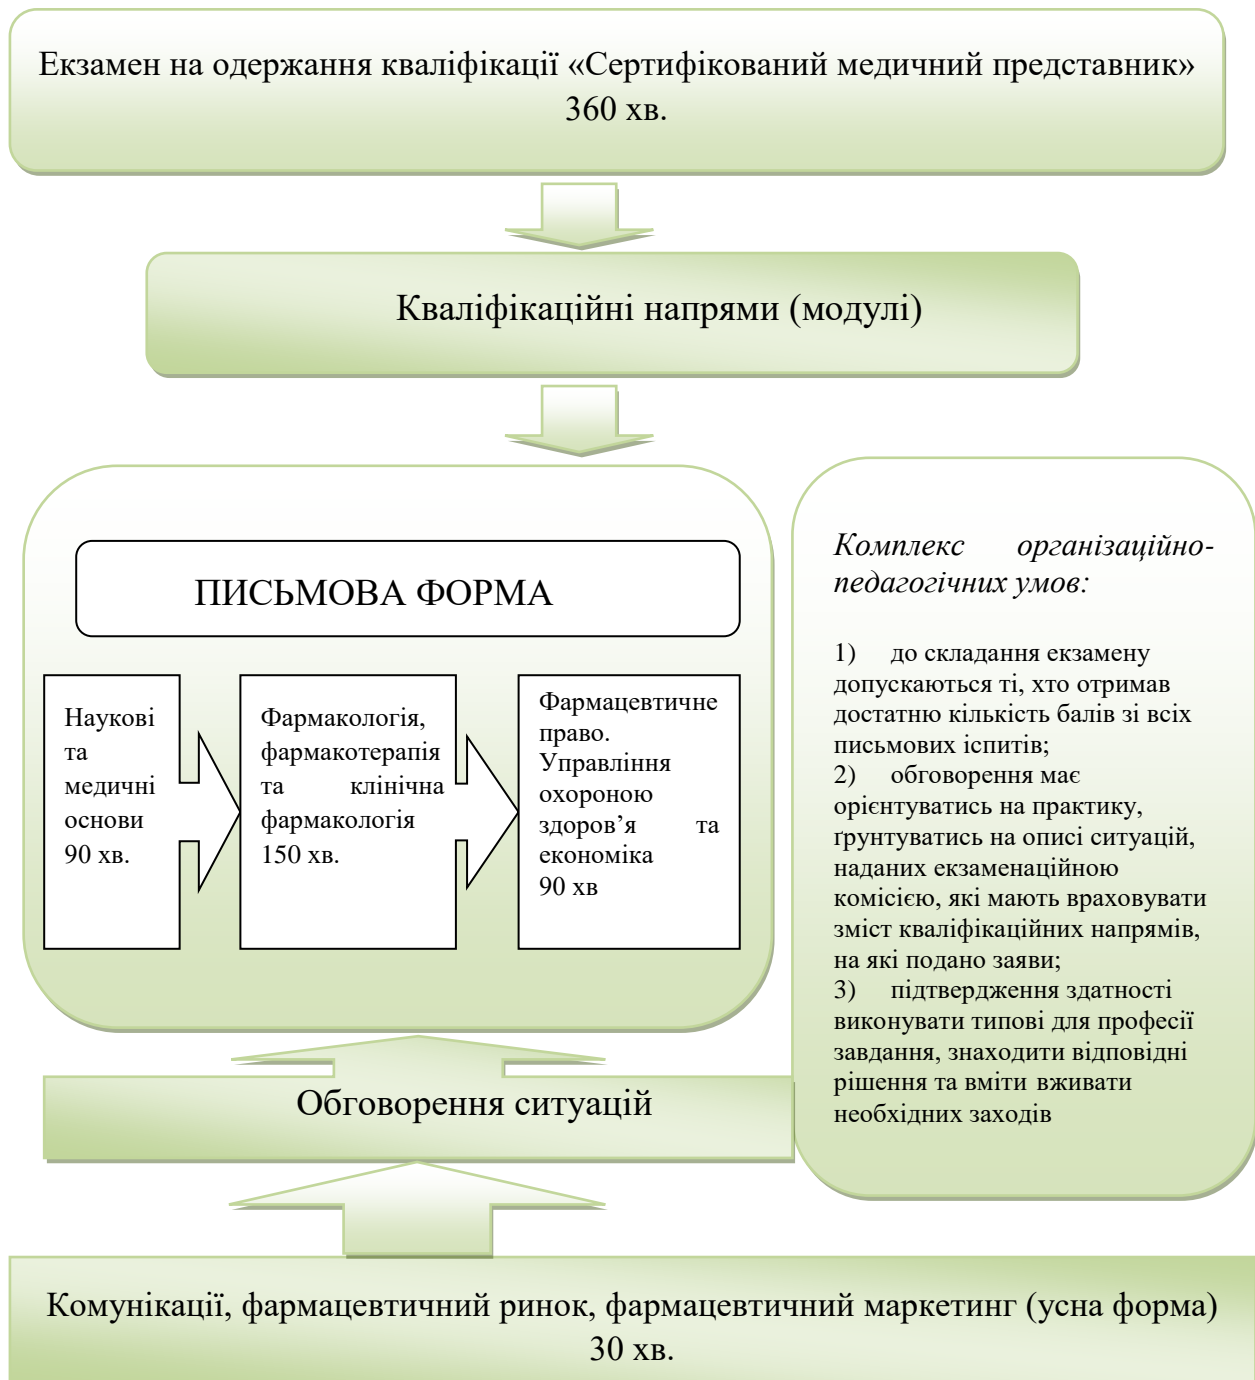 Екзамен на одержання кваліфікації «Сертифікований медичний представник»
360 хв.
Кваліфікаційні напрями (модулі)
ПИСЬМОВА ФОРМА
Наукові
та
медичні
основи
90 хв.
Фармакологія,
фармакотерапія
та клінічна
фармакологія
150 хв.
Фармацевтичне
право.
Управління
охороною
здоров’я та
економіка
90 хв
Комплекс організаційно-
педагогічних умов:
1) до складання екзамену
допускаються ті, хто отримав
достатню кількість балів зі всіх
письмових іспитів;
2) обговорення має
орієнтуватись на практику,
ґрунтуватись на описі ситуацій,
наданих екзаменаційною
комісією, які мають враховувати
зміст кваліфікаційних напрямів,
на які подано заяви;
3) підтвердження здатності
виконувати типові для професії
завдання, знаходити відповідні
рішення та вміти вживати
необхідних заходів
Обговорення ситуацій
Комунікації, фармацевтичний ринок, фармацевтичний маркетинг (усна форма)
30 хв.